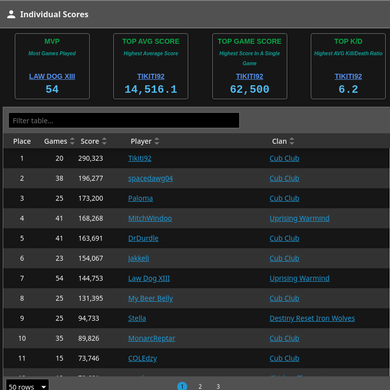 Individual Scores
MVP
Most Games Played
LAW DOG XIII
54
TOP AVG SCORE
Highest Average Score
TIKITI92
14,516.1
TOP GAME SCORE
Highest Score In A Single
Game
TIKITI92
62,500
TOP K/D
Highest AVG Kill/Death Ratio
TIKITI92
6.2
Filter table...
Place Games Score Player Clan
1 20 290,323 Tikiti92 Cub Club
2 38 196,277 spacedawg04 Cub Club
3 25 173,200 Paloma Cub Club
4 41 168,268 MitchWindoo Uprising Warmind
5 41 163,691 DrDurdle Cub Club
6 23 154,067 Jakkeli Cub Club
7 54 144,753 Law Dog XIII Uprising Warmind
8 25 131,395 My Beer Belly Cub Club
9 25 94,733 Stella Destiny Reset Iron Wolves
10 35 89,826 MonarcReptar Cub Club
11 15 73,746 COLEdzy Cub Club
50 rows 1 2 3